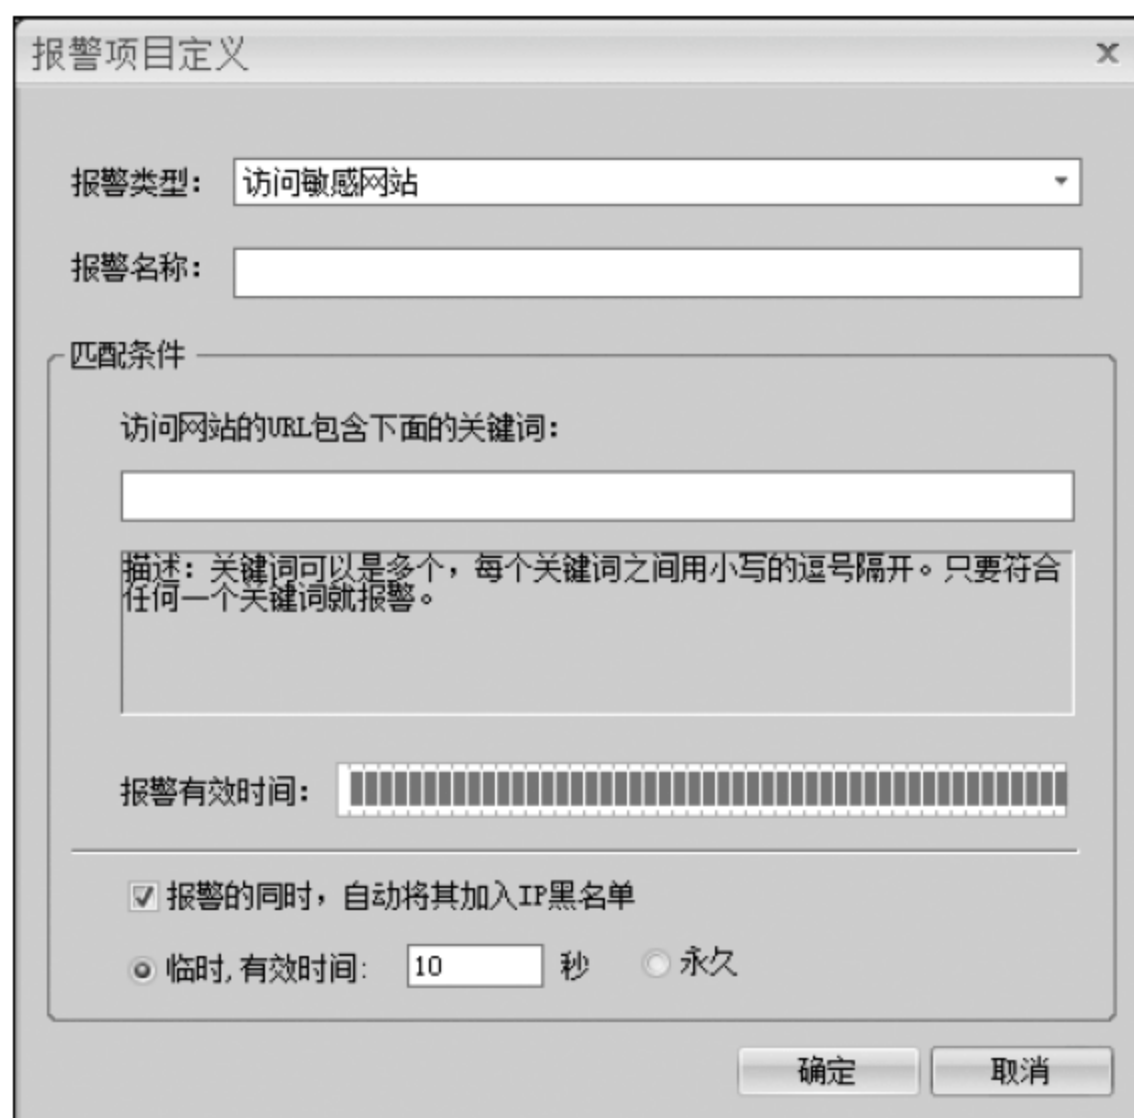 报警项目定义
报警类型： 访问敏感网站
报警名称：
匹配条件
访问网站的URL包含下面的关键词：
描述：关键词可以是多个，每个关键词之间用小写的逗号隔开。只要符合
任何一个关键词就报警。
报警有效时间：
报警的同时，自动将其加入IP黑名单
临时,有效时间: 10 秒 永久
确定 取消